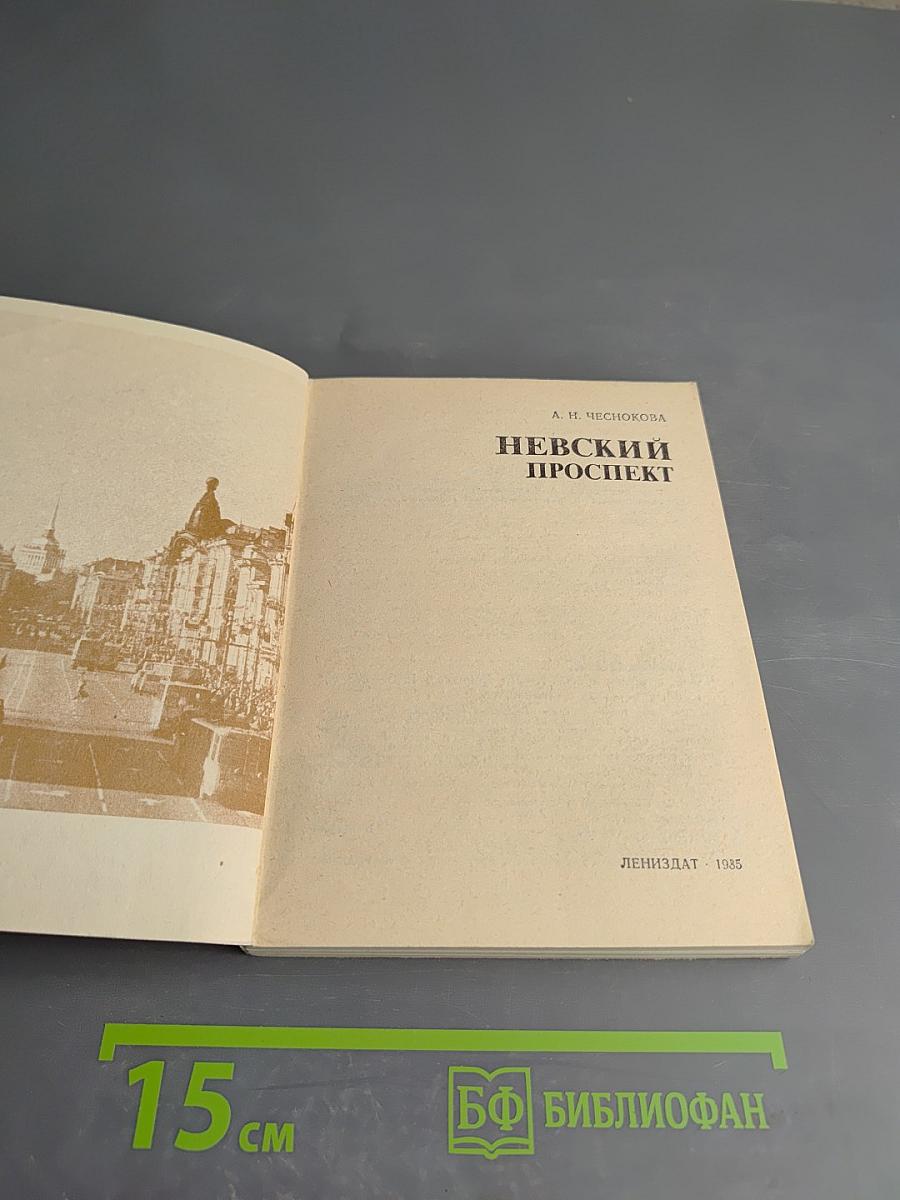 А. Н. ЧЕСНОКОВА
НЕВСКИЙ
ПРОСПЕКТ
ЛЕНИЗДАТ · 1985
15 см
БФ БИБЛИОФАН